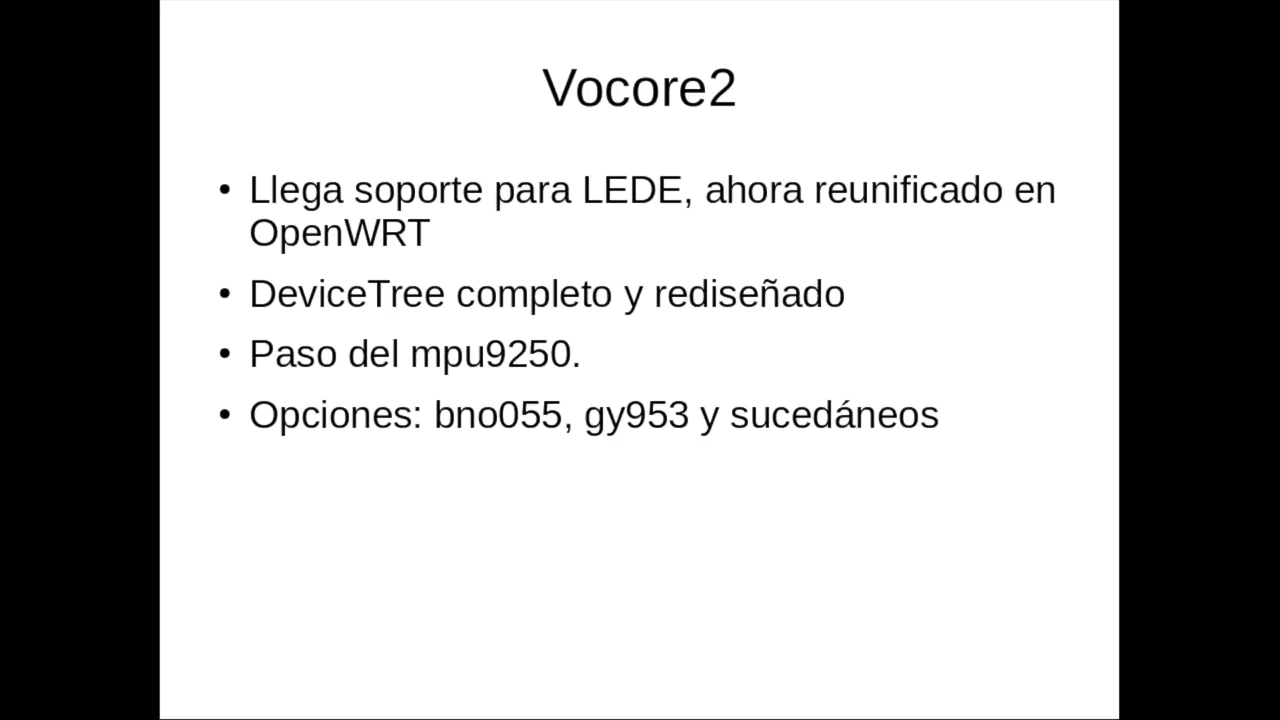 Vocore2
• Llega soporte para LEDE, ahora reunificado en
OpenWRT
• DeviceTree completo y rediseñado
• Paso del mpu9250.
• Opciones: bno055, gy953 y sucedáneos